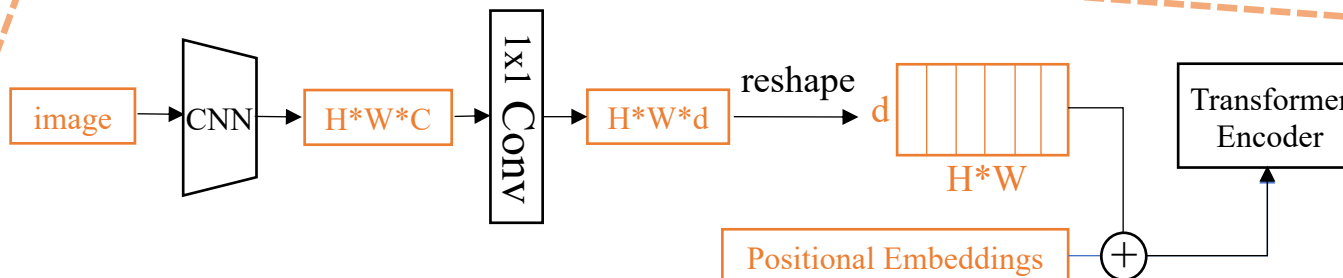 image
CNN
H*W*C
1x1 Conv
H*W*d
reshape
d
H*W
Positional Embeddings
+
Transformer
Encoder